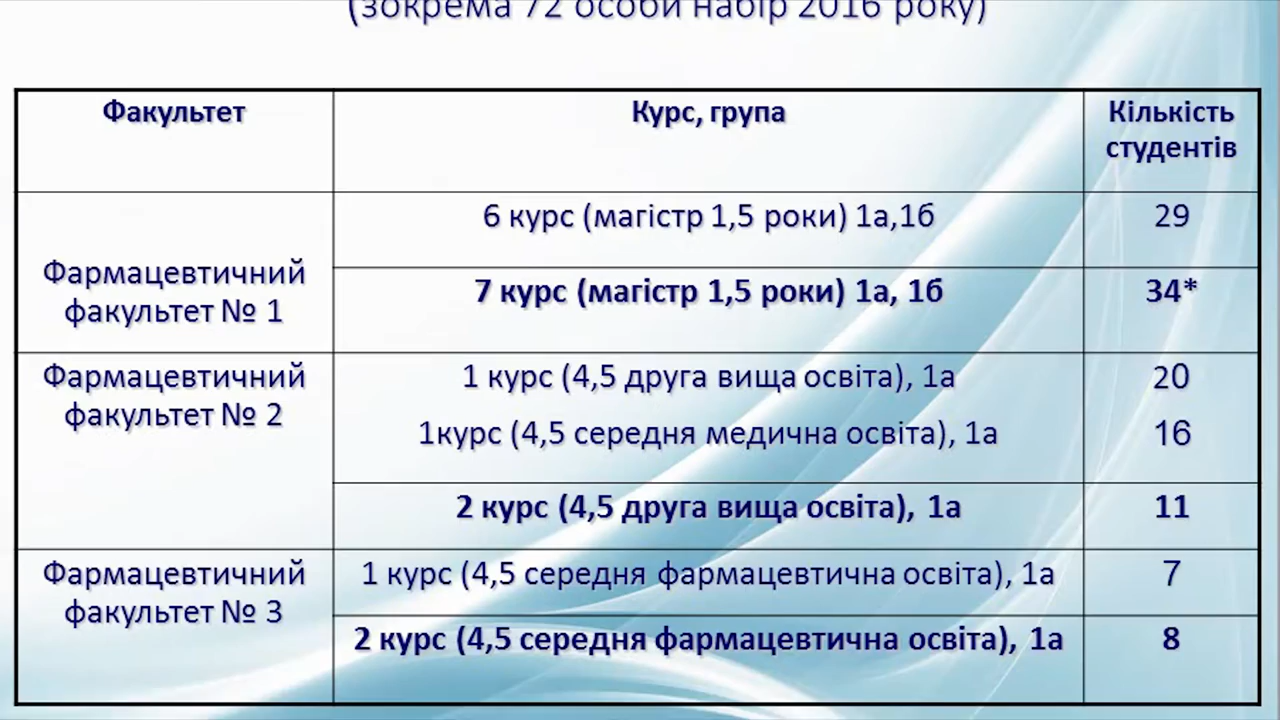 (зокрема 72 особи набір 2016 року)
Факультет
Курс, група
Кількість
студентів
Фармацевтичний
факультет № 1
6 курс (магістр 1,5 роки) 1а,1б
29
7 курс (магістр 1,5 роки) 1а, 1б
34*
Фармацевтичний
факультет № 2
1 курс (4,5 друга вища освіта), 1а
20
1курс (4,5 середня медична освіта), 1а
16
2 курс (4,5 друга вища освіта), 1а
11
Фармацевтичний
факультет № 3
1 курс (4,5 середня фармацевтична освіта), 1а
7
2 курс (4,5 середня фармацевтична освіта), 1а
8